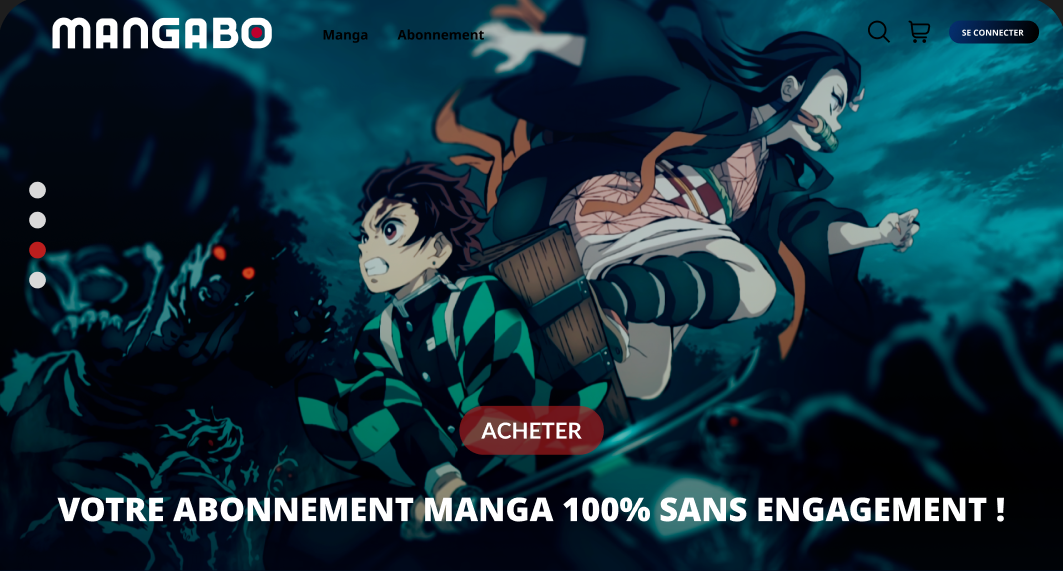 MANGABO
Manga
Abonnement
SE CONNECTER
ACHETER
VOTRE ABONNEMENT MANGA 100% SANS ENGAGEMENT !